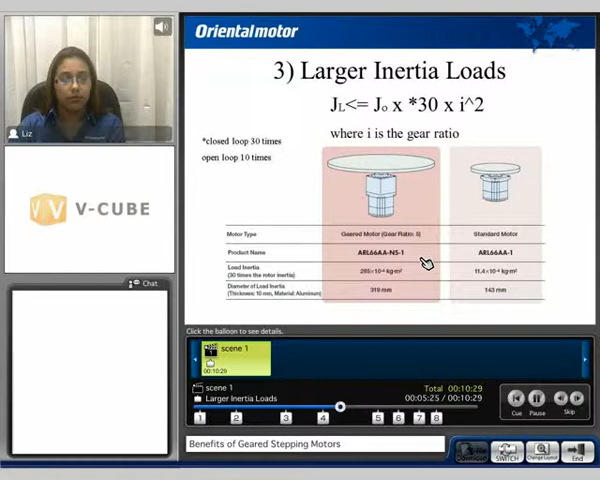 Orientalmotor
3) Larger Inertia Loads
JL<= Jo x *30 x i^2
where i is the gear ratio
*closed loop 30 times
open loop 10 times
Motor Type Geared Motor (Gear Ratio: 5) Standard Motor
Product Name ARL66AA-N5-1 ARL66AA-1
Load Inertia
(30 times the rotor inertia) 285×10⁻⁴ kg·m² 11.4×10⁻⁴ kg·m²
Diameter of Load Inertia
(Thickness: 10 mm, Material: Aluminum) 319 mm 143 mm
Liz
V-CUBE
Chat
Click the balloon to see details.
scene 1
1
00:10:29
scene 1 Total 00:10:29
Larger Inertia Loads 00:05:25 / 00:10:29
1 2 3 4 5 6 7 8
Cue Pause Skip
Benefits of Geared Stepping Motors
SWITCH Change Layout End